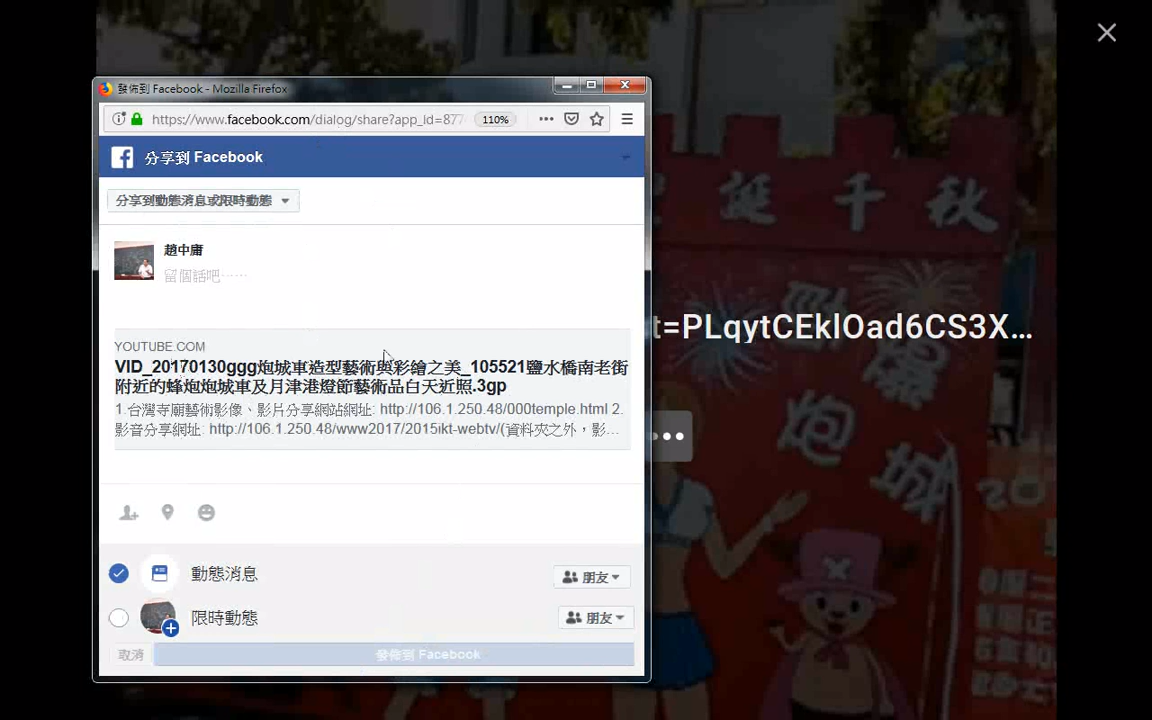 發佈到 Facebook - Mozilla Firefox
https://www.facebook.com/dialog/share?app_id=877
110%
分享到 Facebook
分享到動態消息或限時動態
趙中庸
留個話吧……
YOUTUBE.COM
VID_20170130ggg炮城車造型藝術與彩繪之美_105521鹽水橋南老街
附近的蜂炮炮城車及月津港燈節藝術品白天近照.3gp
1.台灣寺廟藝術影像、影片分享網站網址: http://106.1.250.48/000temple.html 2.
影音分享網址: http://106.1.250.48/www2017/2015ikt-webtv/(資料夾之外，影...
動態消息
朋友
限時動態
朋友
取消
發佈到 Facebook
t=PLqytCEklOad6CS3X...
誕千秋
爆
炮
城
20